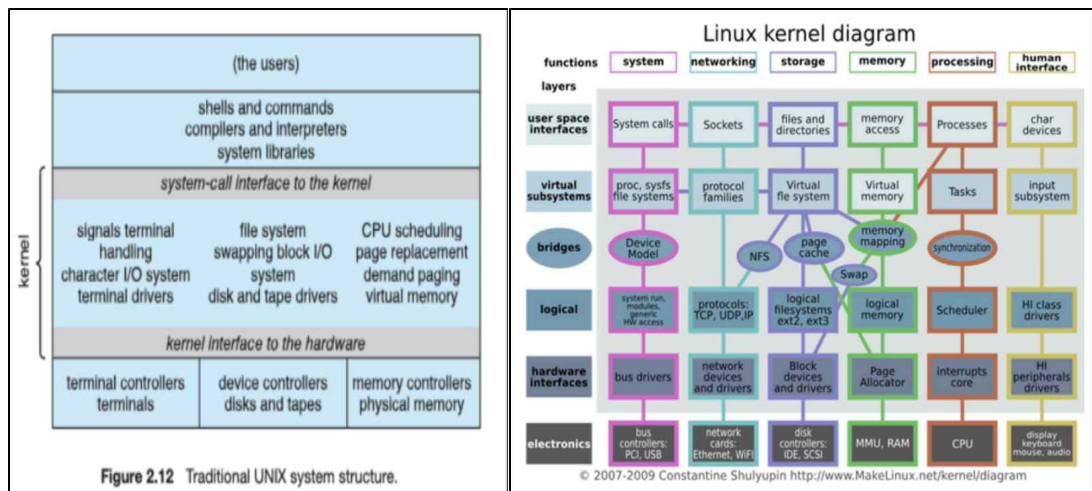 (the users)
shells and commands
compilers and interpreters
system libraries
system-call interface to the kernel
signals terminal
handling
character I/O system
terminal drivers
file system
swapping block I/O
system
disk and tape drivers
CPU scheduling
page replacement
demand paging
virtual memory
kernel
kernel interface to the hardware
terminal controllers
terminals
device controllers
disks and tapes
memory controllers
physical memory
Figure 2.12 Traditional UNIX system structure.
Linux kernel diagram
functions
system
networking
storage
memory
processing
human
interface
layers
user space
interfaces
System calls
Sockets
files and
directories
memory
access
Processes
char
devices
virtual
subsystems
proc, sysfs
file systems
protocol
families
Virtual
file system
Virtual
memory
Tasks
input
subsystem
bridges
Device
Model
NFS
page
cache
memory
mapping
synchronization
Swap
logical
system run,
modules,
generic
HW access
protocols:
TCP, UDP,IP
logical
filesystems
ext2, ext3
logical
memory
Scheduler
HI class
drivers
hardware
interfaces
bus drivers
network
devices
and drivers
Block
devices
and drivers
Page
Allocator
interrupts
core
HI
peripherals
drivers
electronics
bus
controllers:
PCI, USB
network
cards:
Ethernet, WiFI
disk
controllers:
IDE, SCSI
MMU, RAM
CPU
display
keyboard
mouse, audio
© 2007-2009 Constantine Shulyupin http://www.MakeLinux.net/kernel/diagram